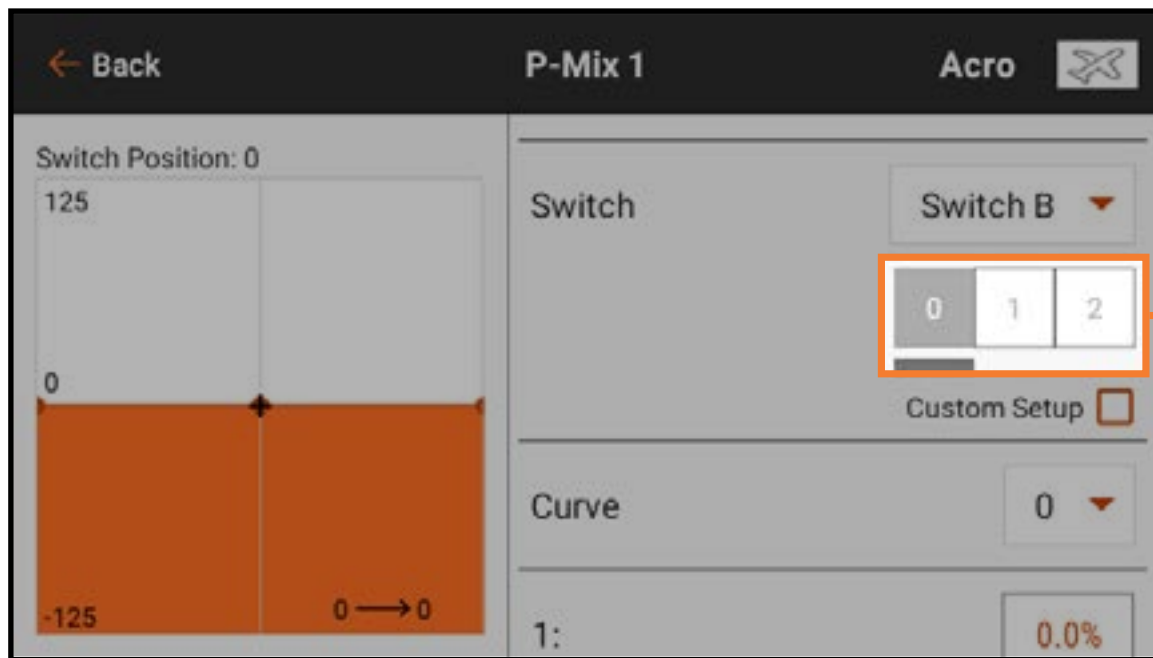 Back
P-Mix 1
Acro
Switch Position: 0
125
0
-125
0 → 0
Switch
Switch B
0 1 2
Custom Setup
Curve
0
1:
0.0%